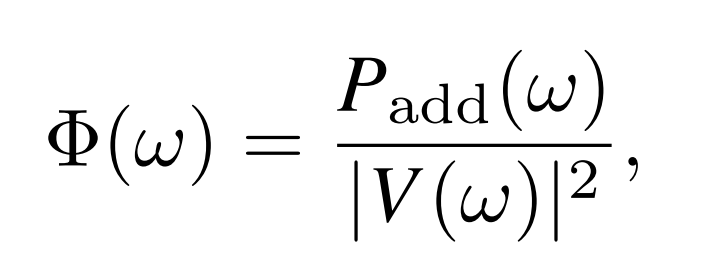 Φ(ω) = P_add(ω) / |V(ω)|²,